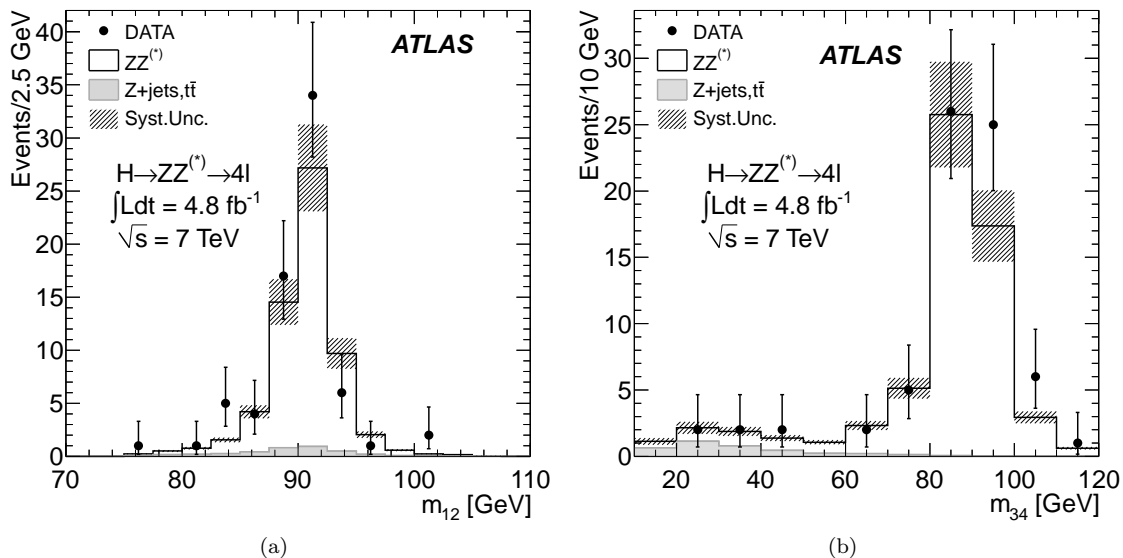 Events/2.5 GeV
40
35
30
25
20
15
10
5
0
DATA
ZZ(*)
Z+jets,tt̄
Syst.Unc.
ATLAS
H→ZZ(*)→4l
∫Ldt = 4.8 fb-1
√s = 7 TeV
70 80 90 100 110
m12 [GeV]
(a)
Events/10 GeV
30
25
20
15
10
5
0
DATA
ZZ(*)
Z+jets,tt̄
Syst.Unc.
ATLAS
H→ZZ(*)→4l
∫Ldt = 4.8 fb-1
√s = 7 TeV
20 40 60 80 100 120
m34 [GeV]
(b)